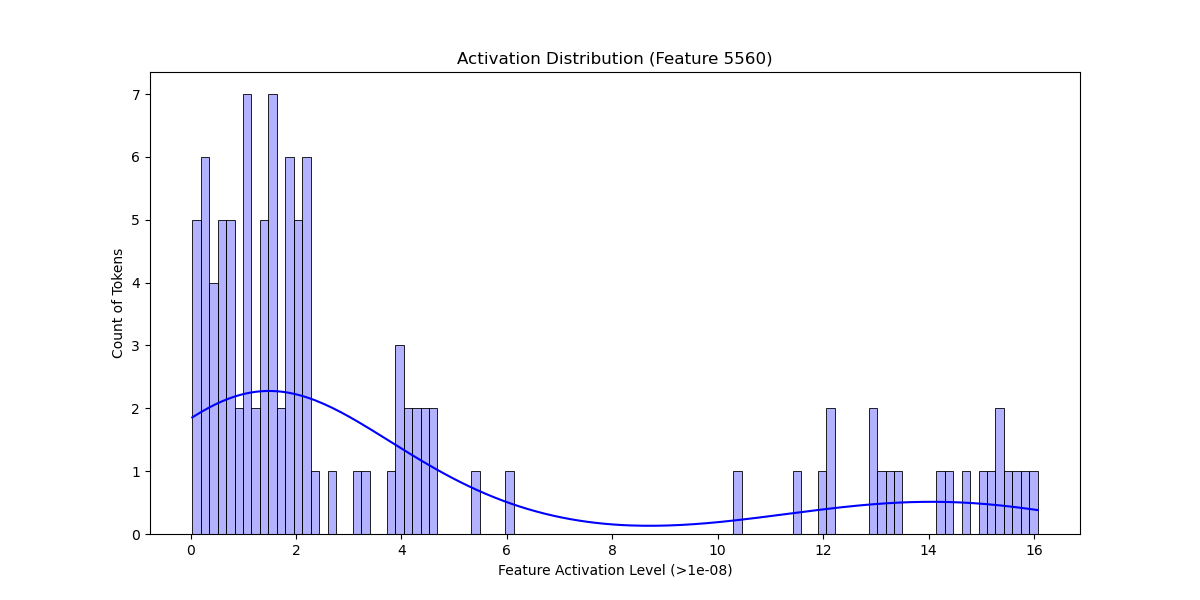 Activation Distribution (Feature 5560)
7
6
5
4
3
2
1
0
Count of Tokens
0 2 4 6 8 10 12 14 16
Feature Activation Level (>1e-08)